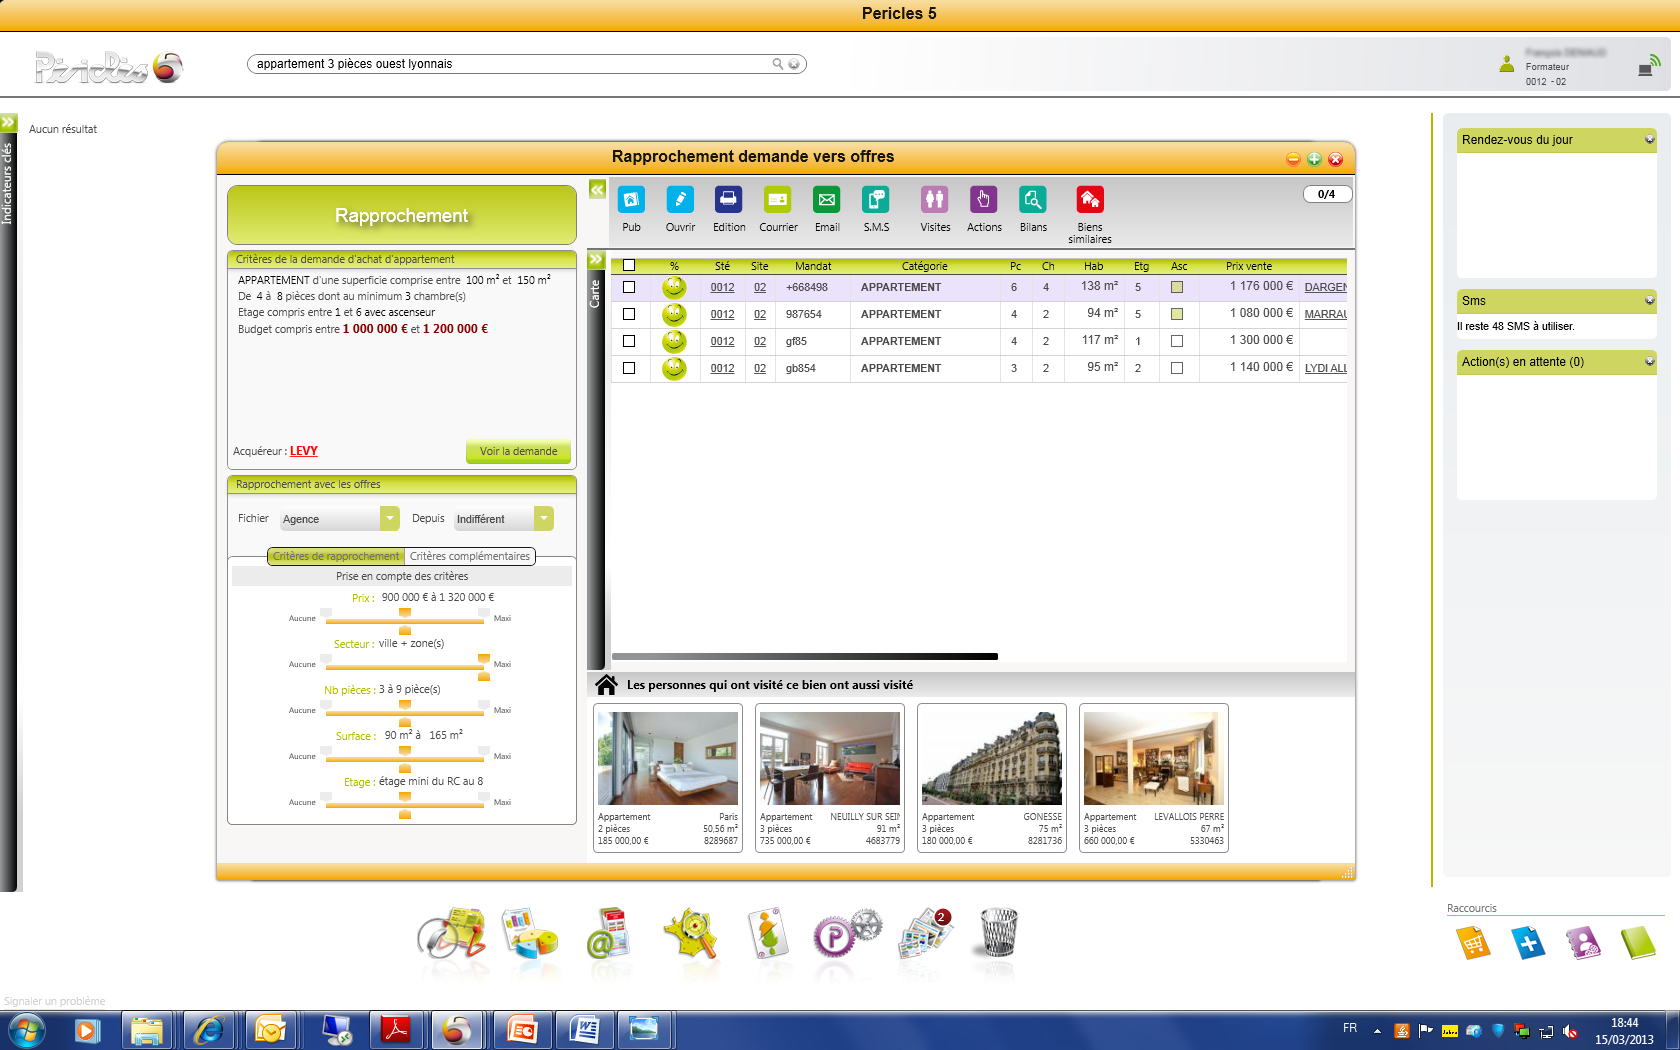 Pericles 5
Périclès 5
appartement 3 pièces ouest lyonnais
Formateur
0012 - 02
Indicateurs clés
Aucun résultat
Rapprochement demande vers offres
Rapprochement
Critères de la demande d'achat d'appartement
APPARTEMENT d'une superficie comprise entre 100 m² et 150 m²
De 4 à 8 pièces dont au minimum 3 chambre(s)
Etage compris entre 1 et 6 avec ascenseur
Budget compris entre 1 000 000 € et 1 200 000 €
Acquéreur : LEVY
Voir la demande
Rapprochement avec les offres
Fichier Agence Depuis Indifférent
Critères de rapprochement Critères complémentaires
Prise en compte des critères
Prix : 900 000 € à 1 320 000 €
Aucune Maxi
Secteur : ville + zone(s)
Aucune Maxi
Nb pièces : 3 à 9 pièce(s)
Aucune Maxi
Surface : 90 m² à 165 m²
Aucune Maxi
Etage : étage mini du RC au 8
Aucune Maxi
Pub Ouvrir Edition Courrier Email S.M.S Visites Actions Bilans Biens similaires
0/4
Carte
% Sté Site Mandat Catégorie Pc Ch Hab Etg Asc Prix vente
0012 02 +668498 APPARTEMENT 6 4 138 m² 5 1 176 000 € DARGEN
0012 02 987654 APPARTEMENT 4 2 94 m² 5 1 080 000 € MARRAU
0012 02 gf85 APPARTEMENT 4 2 117 m² 1 1 300 000 €
0012 02 gb854 APPARTEMENT 3 2 95 m² 2 1 140 000 € LYDI ALL
Les personnes qui ont visité ce bien ont aussi visité
Appartement Paris
2 pièces 50,56 m²
185 000,00 € 8289687
Appartement NEUILLY SUR SEIN
3 pièces 91 m²
735 000,00 € 4683779
Appartement GONESSE
3 pièces 75 m²
180 000,00 € 8281736
Appartement LEVALLOIS PERRE
3 pièces 67 m²
660 000,00 € 5330463
Rendez-vous du jour
Sms
Il reste 48 SMS à utiliser.
Action(s) en attente (0)
2
Raccourcis
Signaler un problème
FR
18:44
15/03/2013